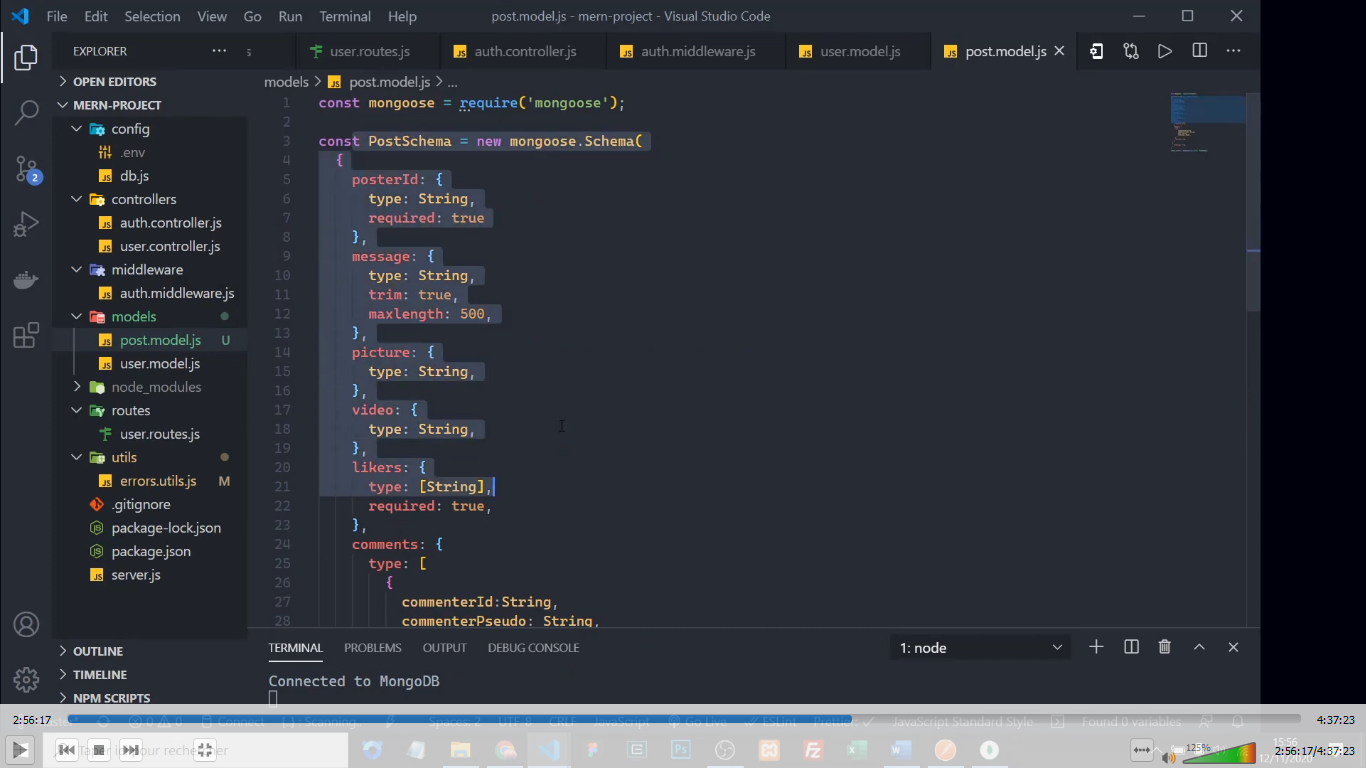 File Edit Selection View Go Run Terminal Help post.model.js - mern-project - Visual Studio Code
EXPLORER ··· s user.routes.js auth.controller.js auth.middleware.js user.model.js post.model.js
OPEN EDITORS
models > post.model.js > ...
MERN-PROJECT
config
.env
db.js
controllers
auth.controller.js
user.controller.js
middleware
auth.middleware.js
models
post.model.js U
user.model.js
node_modules
routes
user.routes.js
utils
errors.utils.js M
.gitignore
package-lock.json
package.json
server.js
OUTLINE
TIMELINE
NPM SCRIPTS
2
1 const mongoose = require('mongoose');
2
3 const PostSchema = new mongoose.Schema(
4 {
5 posterId: {
6 type: String,
7 required: true
8 },
9 message: {
10 type: String,
11 trim: true,
12 maxlength: 500,
13 },
14 picture: {
15 type: String,
16 },
17 video: {
18 type: String,
19 },
20 likers: {
21 type: [String],
22 required: true,
23 },
24 comments: {
25 type: [
26 {
27 commenterId:String,
28 commenterPseudo: String,
TERMINAL PROBLEMS OUTPUT DEBUG CONSOLE 1: node
Connected to MongoDB
2:56:17 4:37:23
0 0 Connect Scanning Spaces: 2 UTF-8 CRLF JavaScript Go Live ESLint Prettier JavaScript Standard Style Found 0 variables
ici pour rechercher 125% 15:56 2:56:17/4:37:23
12/11/2020